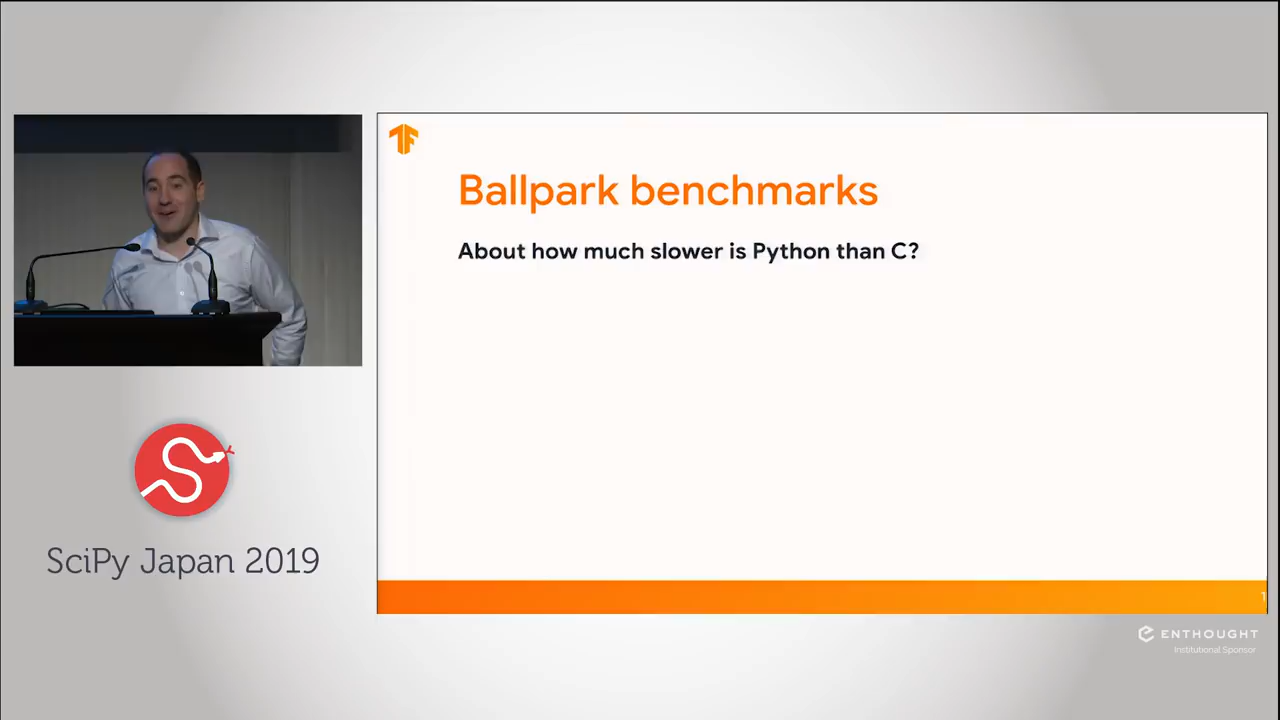 Ballpark benchmarks
About how much slower is Python than C?
SciPy Japan 2019
ENTHOUGHT
Institutional Sponsor